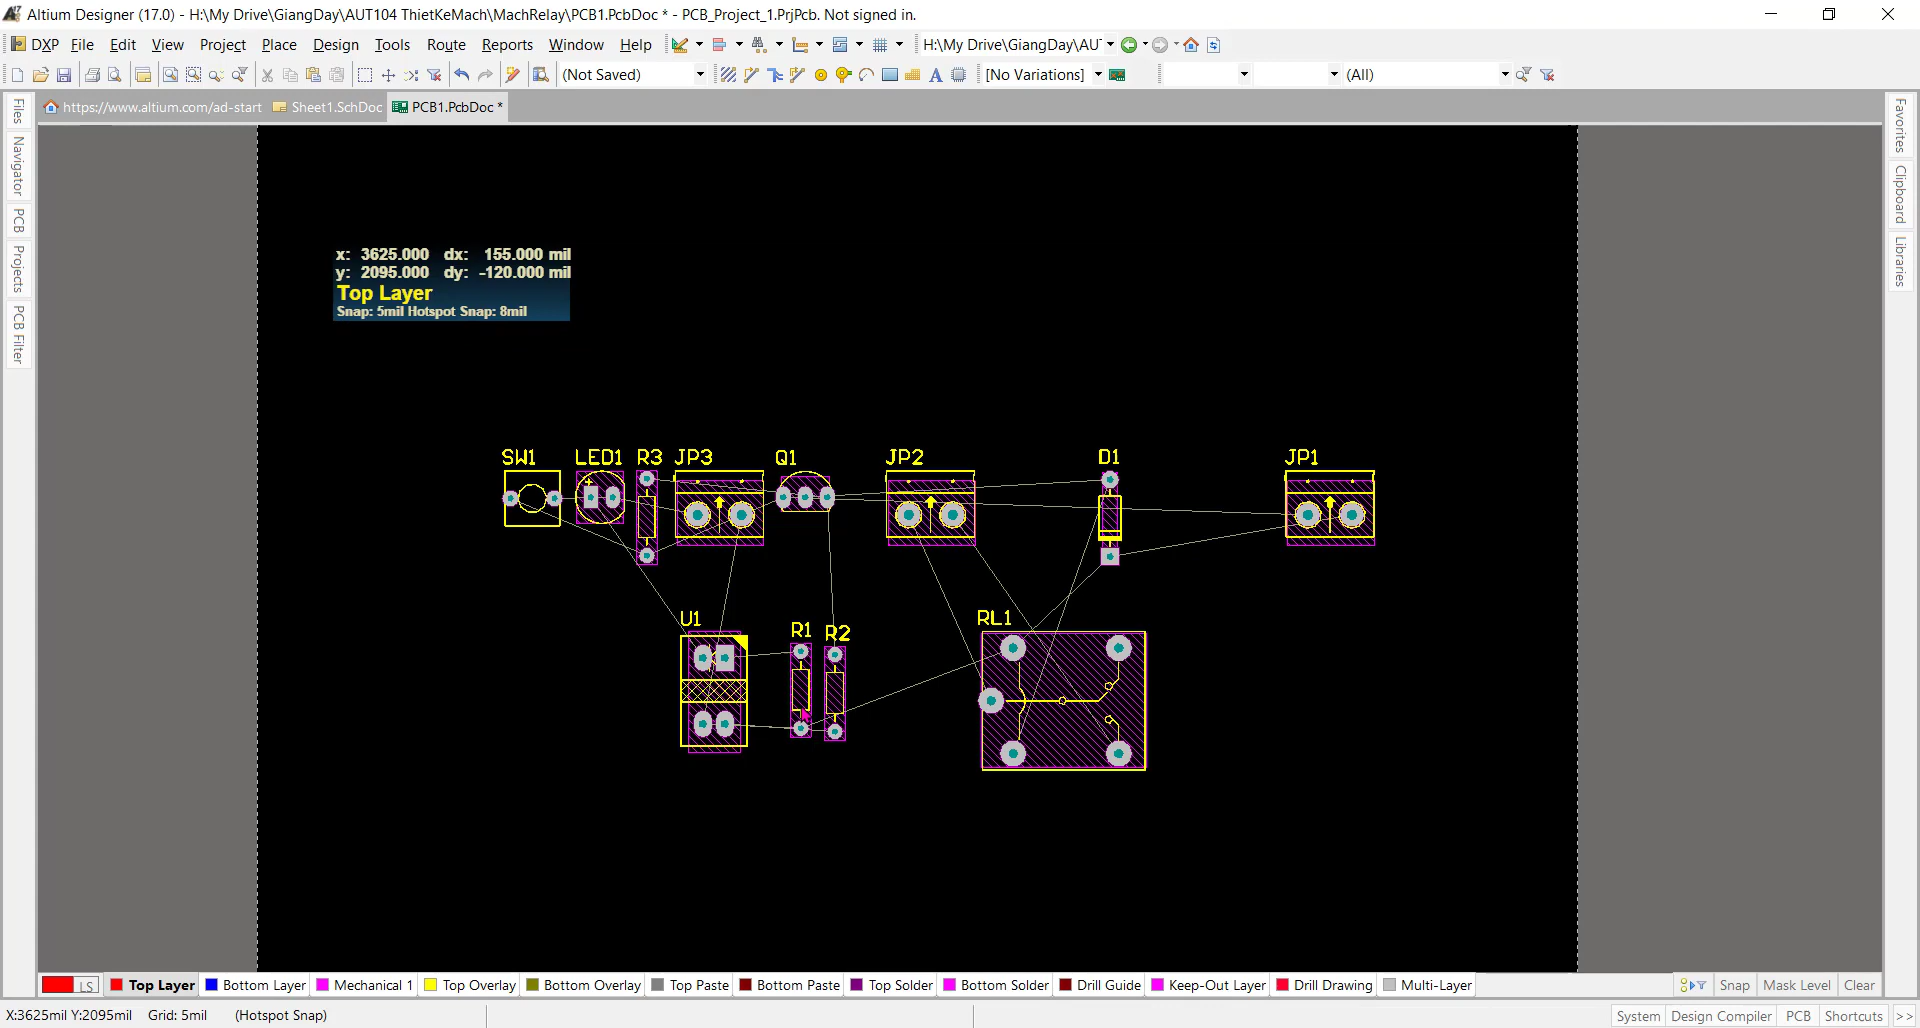 Altium Designer (17.0) - H:\My Drive\GiangDay\AUT104 ThietKeMach\MachRelay\PCB1.PcbDoc * - PCB_Project_1.PrjPcb. Not signed in.
DXP File Edit View Project Place Design Tools Route Reports Window Help H:\My Drive\GiangDay\AU
(Not Saved) A [No Variations] (All)
https://www.altium.com/ad-start Sheet1.SchDoc PCB1.PcbDoc *
Files
Navigator
PCB
Projects
PCB Filter
Favorites
Clipboard
Libraries
x: 3625.000 dx: 155.000 mil
y: 2095.000 dy: -120.000 mil
Top Layer
Snap: 5mil Hotspot Snap: 8mil
SW1 LED1 R3 JP3 Q1 JP2 D1 JP1
U1 R1 R2 RL1
LS Top Layer Bottom Layer Mechanical 1 Top Overlay Bottom Overlay Top Paste Bottom Paste Top Solder Bottom Solder Drill Guide Keep-Out Layer Drill Drawing Multi-Layer Snap Mask Level Clear
X:3625mil Y:2095mil Grid: 5mil (Hotspot Snap) System Design Compiler PCB Shortcuts >>